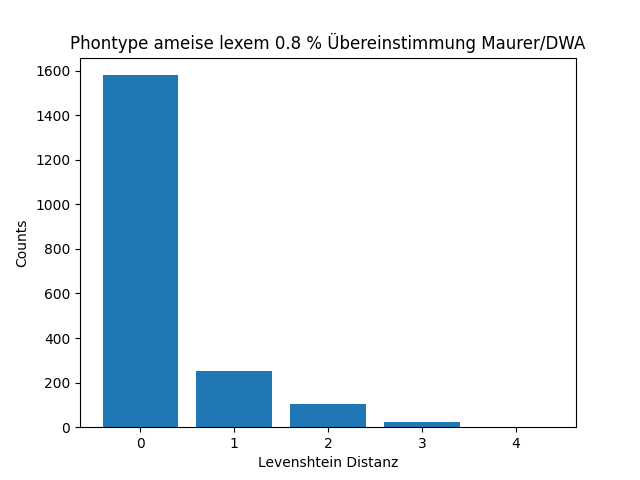 Phontype ameise lexem 0.8 % Übereinstimmung Maurer/DWA
1600
1400
1200
1000
800
600
400
200
0
Counts
0 1 2 3 4
Levenshtein Distanz